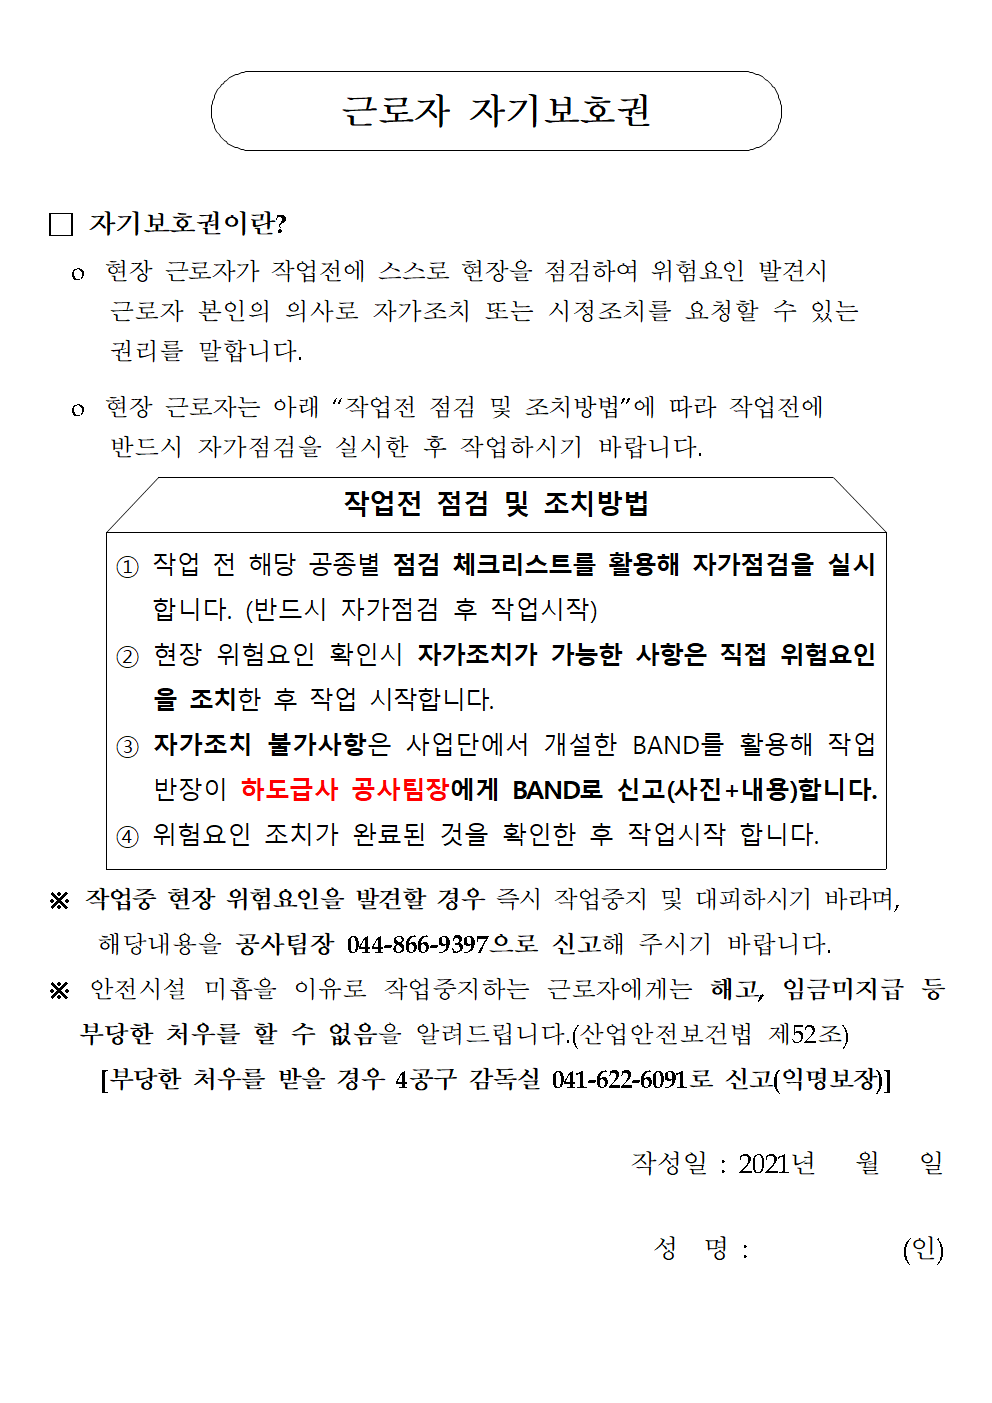 근로자 자기보호권
□ 자기보호권이란?
o 현장 근로자가 작업전에 스스로 현장을 점검하여 위험요인 발견시
근로자 본인의 의사로 자가조치 또는 시정조치를 요청할 수 있는
권리를 말합니다.
o 현장 근로자는 아래 “작업전 점검 및 조치방법”에 따라 작업전에
반드시 자가점검을 실시한 후 작업하시기 바랍니다.
작업전 점검 및 조치방법
① 작업 전 해당 공종별 점검 체크리스트를 활용해 자가점검을 실시
합니다. (반드시 자가점검 후 작업시작)
② 현장 위험요인 확인시 자가조치가 가능한 사항은 직접 위험요인
을 조치한 후 작업 시작합니다.
③ 자가조치 불가사항은 사업단에서 개설한 BAND를 활용해 작업
반장이 하도급사 공사팀장에게 BAND로 신고(사진+내용)합니다.
④ 위험요인 조치가 완료된 것을 확인한 후 작업시작 합니다.
※ 작업중 현장 위험요인을 발견할 경우 즉시 작업중지 및 대피하시기 바라며,
해당내용을 공사팀장 044-866-9397으로 신고해 주시기 바랍니다.
※ 안전시설 미흡을 이유로 작업중지하는 근로자에게는 해고, 임금미지급 등
부당한 처우를 할 수 없음을 알려드립니다.(산업안전보건법 제52조)
[부당한 처우를 받을 경우 4공구 감독실 041-622-6091로 신고(익명보장)]
작성일 : 2021년 월 일
성 명 : (인)